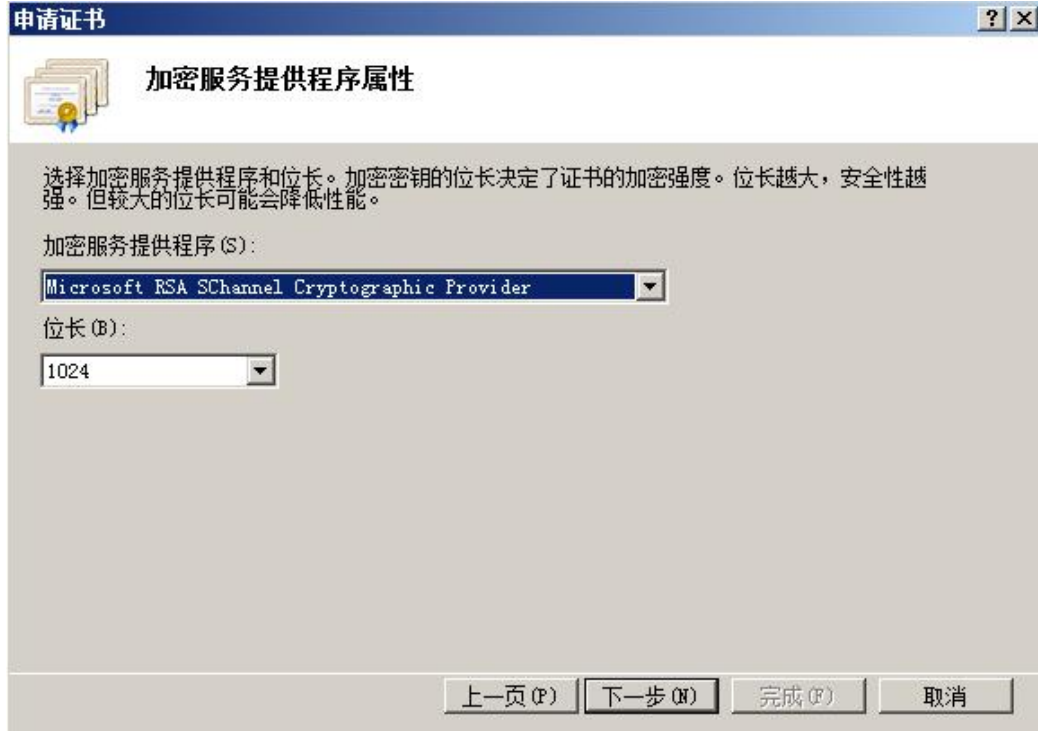 申请证书
加密服务提供程序属性
选择加密服务提供程序和位长。加密密钥的位长决定了证书的加密强度。位长越大，安全性越
强。但较大的位长可能会降低性能。
加密服务提供程序(S):
Microsoft RSA SChannel Cryptographic Provider
位长(B):
1024
上一页(P) 下一步(N) 完成(F) 取消